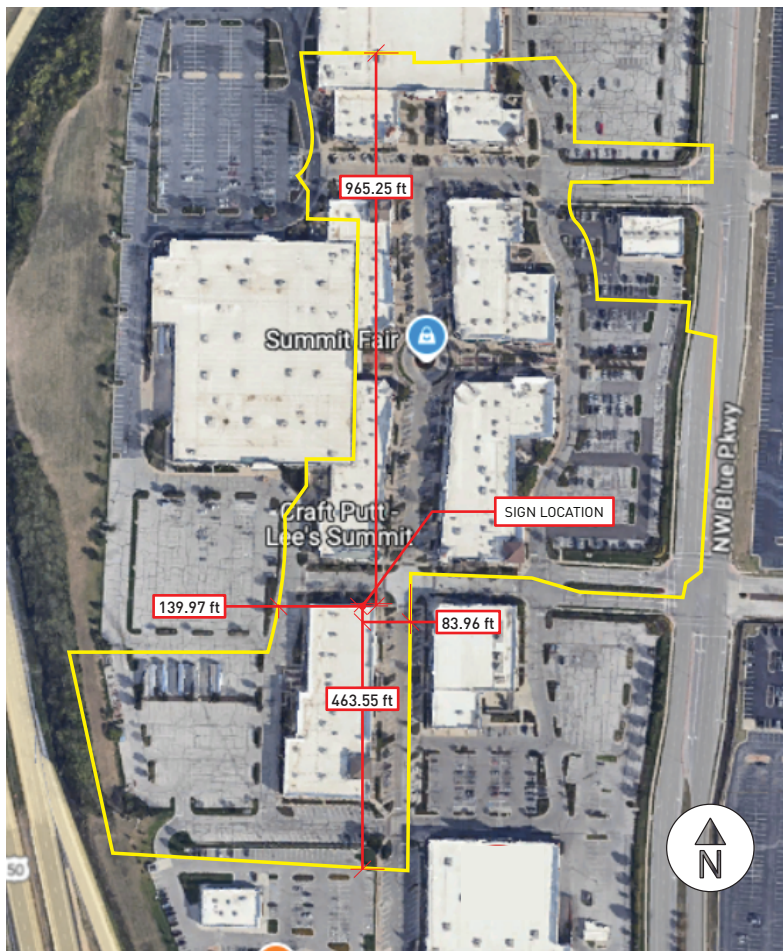 965.25 ft
Summit Fair
NW Blue Pkwy
Craft Putt -
Lee's Summit
SIGN LOCATION
139.97 ft
83.96 ft
463.55 ft
50
N